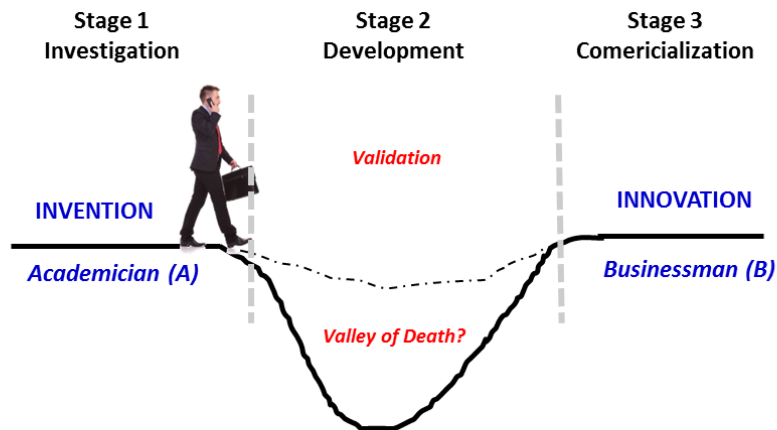 Stage 1
Investigation
Stage 2
Development
Stage 3
Comericialization
Validation
INVENTION
INNOVATION
Academician (A)
Businessman (B)
Valley of Death?